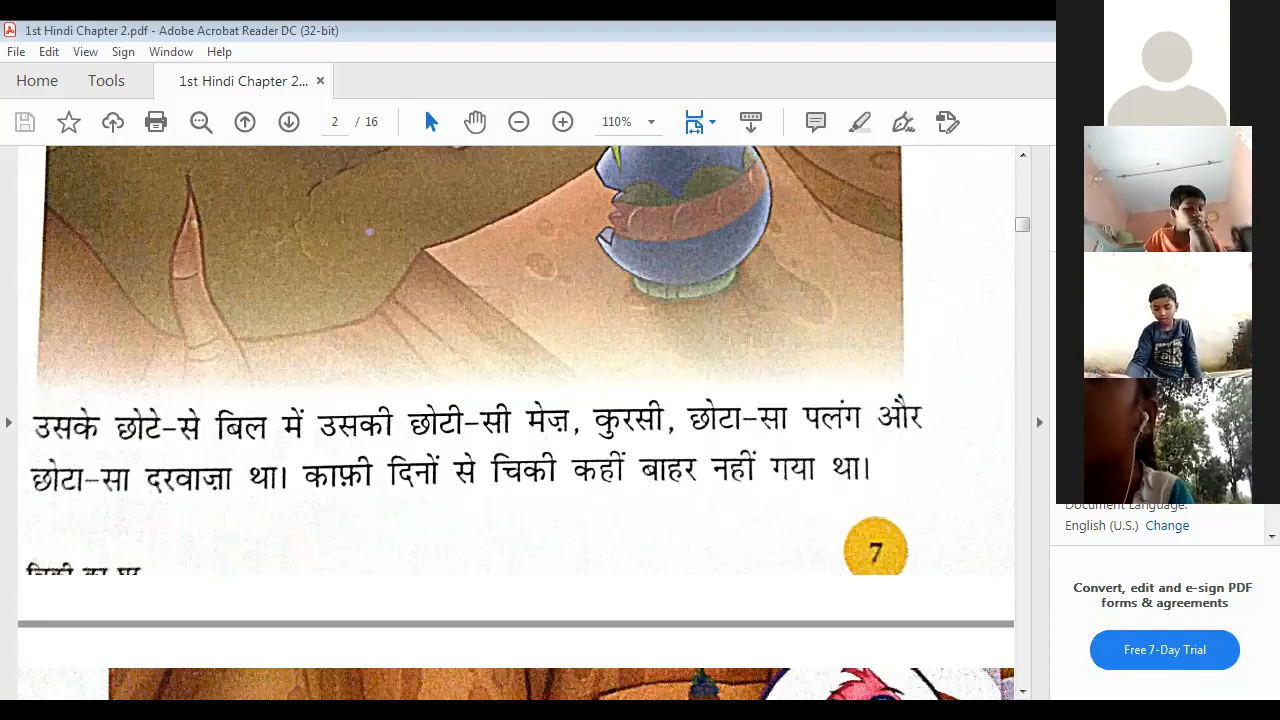 1st Hindi Chapter 2.pdf - Adobe Acrobat Reader DC (32-bit)
File Edit View Sign Window Help
Home Tools 1st Hindi Chapter 2... ×
2 / 16 110%
उसके छोटे-से बिल में उसकी छोटी-सी मेज़, कुरसी, छोटा-सा पलंग और
छोटा-सा दरवाज़ा था। काफ़ी दिनों से चिकी कहीं बाहर नहीं गया था।
7
चिकी का घर
Document Language:
English (U.S.) Change
Convert, edit and e-sign PDF
forms & agreements
Free 7-Day Trial